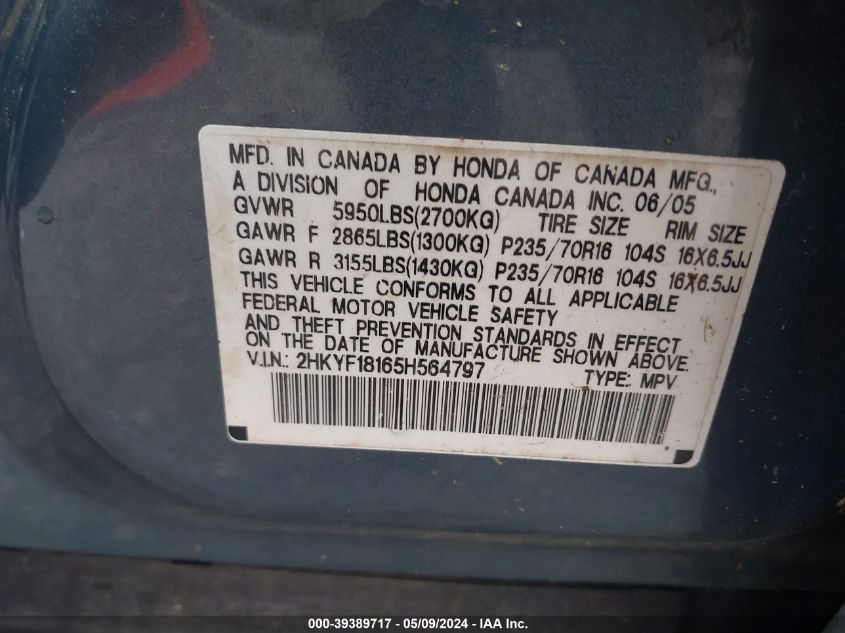 MFD. IN CANADA BY HONDA OF CANADA MFG.,
A DIVISION OF HONDA CANADA INC. 06/05
GVWR 5950LBS(2700KG) TIRE SIZE RIM SIZE
GAWR F 2865LBS(1300KG) P235/70R16 104S 16X6.5JJ
GAWR R 3155LBS(1430KG) P235/70R16 104S 16X6.5JJ
THIS VEHICLE CONFORMS TO ALL APPLICABLE
FEDERAL MOTOR VEHICLE SAFETY
AND THEFT PREVENTION STANDARDS IN EFFECT
ON THE DATE OF MANUFACTURE SHOWN ABOVE.
V.I.N.: 2HKYF18165H564797 TYPE: MPV
000-39389717 - 05/09/2024 - IAA Inc.